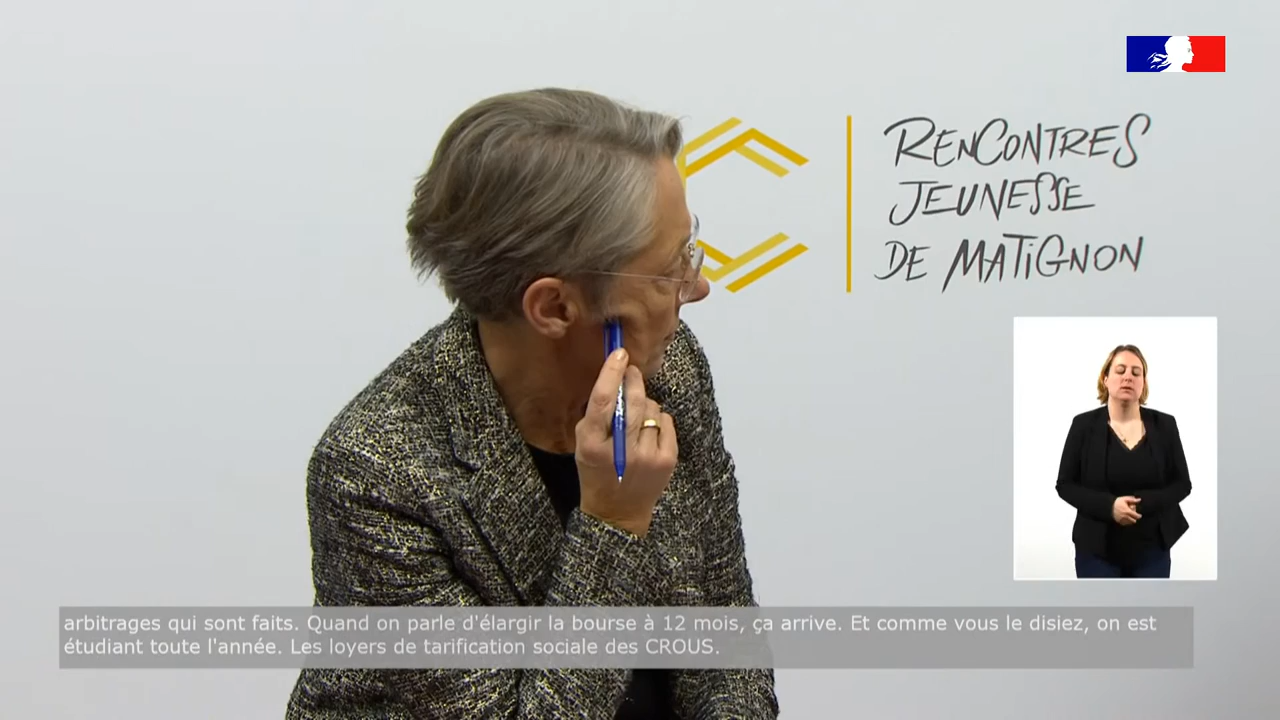 RENCONTRES
JEUNESSE
DE MATIGNON
arbitrages qui sont faits. Quand on parle d'élargir la bourse à 12 mois, ça arrive. Et comme vous le disiez, on est
étudiant toute l'année. Les loyers de tarification sociale des CROUS.